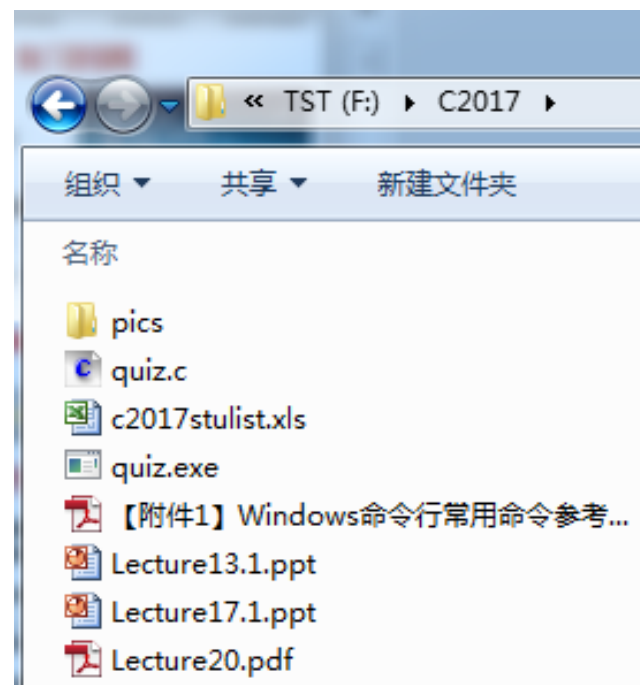 « TST (F:) ▸ C2017 ▸
组织 ▼ 共享 ▼ 新建文件夹
名称
pics
quiz.c
c2017stulist.xls
quiz.exe
【附件1】Windows命令行常用命令参考...
Lecture13.1.ppt
Lecture17.1.ppt
Lecture20.pdf